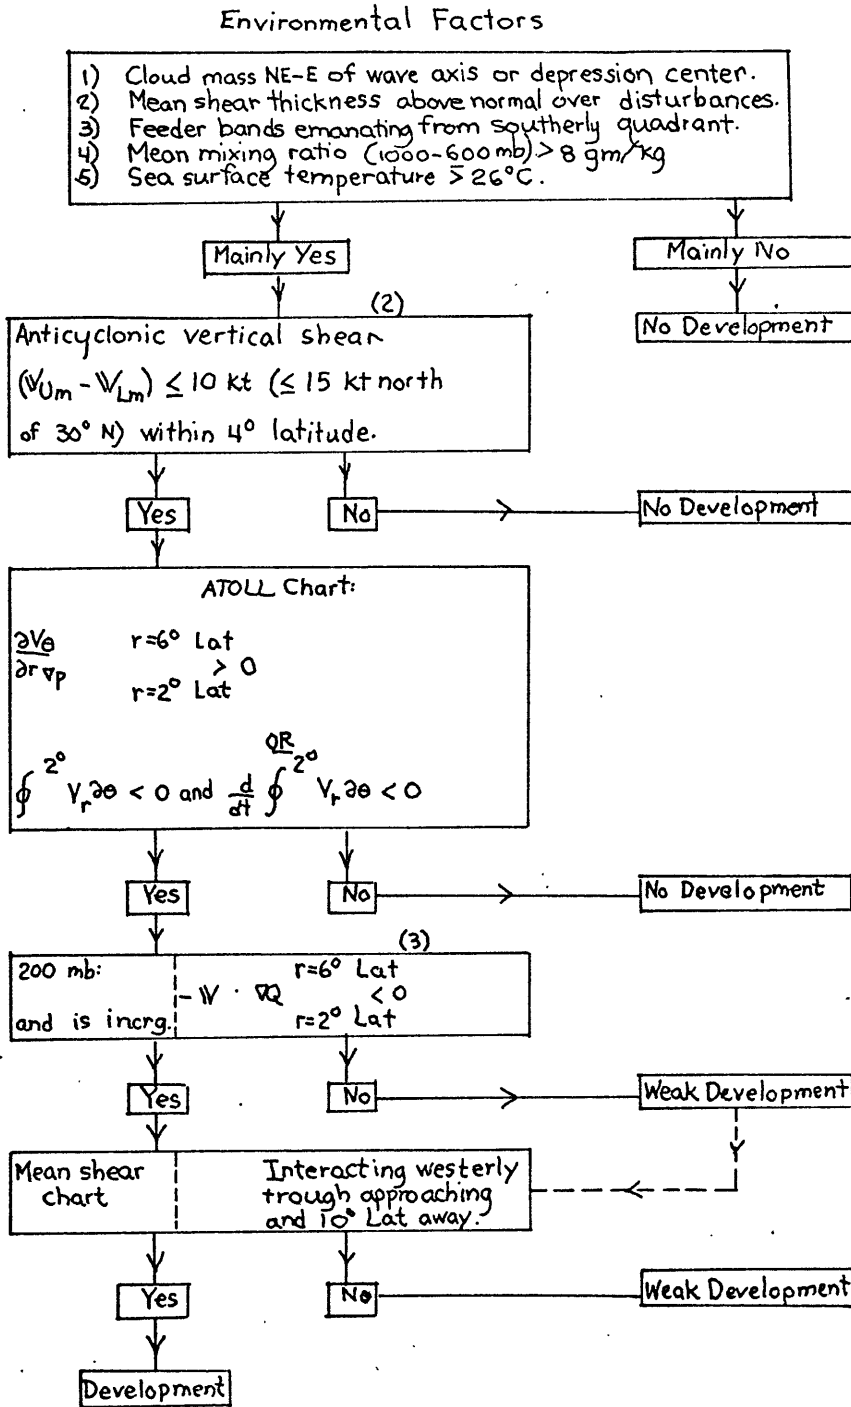 Environmental Factors
1) Cloud mass NE-E of wave axis or depression center.
2) Mean shear thickness above normal over disturbances.
3) Feeder bands emanating from southerly quadrant.
4) Mean mixing ratio (1000-600 mb) > 8 gm/kg
5) Sea surface temperature ≥ 26°C.
Mainly Yes
Mainly No
No Development
(2)
Anticyclonic vertical shear
(𝕍Um - 𝕍Lm) ≤ 10 kt (≤ 15 kt north
of 30° N) within 4° latitude.
Yes
No
No Development
ATOLL Chart:
∂Vθ r=6° Lat
∂r ∇p > 0
r=2° Lat
OR
∮ 2° Vr ∂θ < 0 and d/dt ∮ 2° Vr ∂θ < 0
Yes
No
No Development
(3)
200 mb: r=6° Lat
- 𝕍 · ∇Q < 0
and is incrg. r=2° Lat
Yes
No
Weak Development
Mean shear
chart
Interacting westerly
trough approaching
and 10° Lat away.
Yes
No
Weak Development
Development